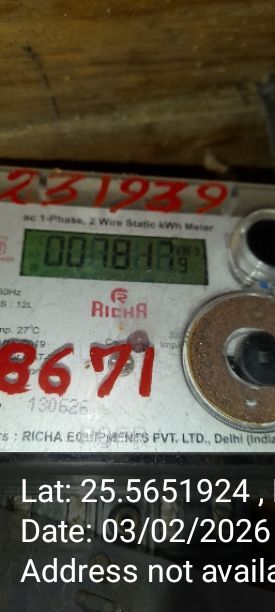 231939
ac 1-Phase, 2 Wire Static kWh Meter
50Hz
S : 12L
RICHA
mp. 27°C
8671
130626
rs : RICHA EQUIPMENTS PVT. LTD., Delhi (India
Lat: 25.5651924 ,
Date: 03/02/2026
Address not availa